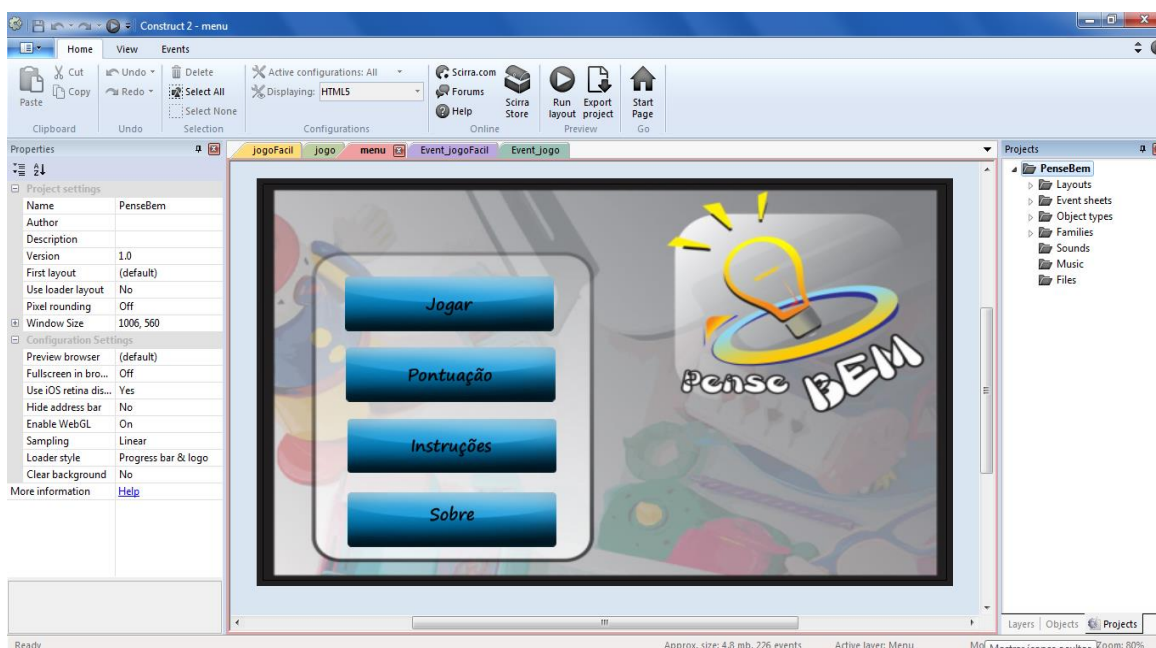 Construct 2 - menu
Home View Events
Paste Cut Copy
Clipboard
Undo Redo
Undo
Delete Select All Select None
Selection
Active configurations: All
Displaying: HTML5
Configurations
Scirra.com Forums Help Scirra Store
Online
Run layout Export project
Preview
Start Page
Go
Properties
jogoFacil jogo menu Event_jogoFacil Event_jogo
Projects
Project settings
Name PenseBem
Author
Description
Version 1.0
First layout (default)
Use loader layout No
Pixel rounding Off
Window Size 1006, 560
Configuration Settings
Preview browser (default)
Fullscreen in bro... Off
Use iOS retina dis... Yes
Hide address bar No
Enable WebGL On
Sampling Linear
Loader style Progress bar & logo
Clear background No
More information Help
Jogar
Pontuação
Instruções
Sobre
Pense BEM
PenseBem
Layouts
Event sheets
Object types
Families
Sounds
Music
Files
Layers Objects Projects
Ready
Approx. size: 4.8 mb, 226 events Active layer: Menu
Zoom: 80%